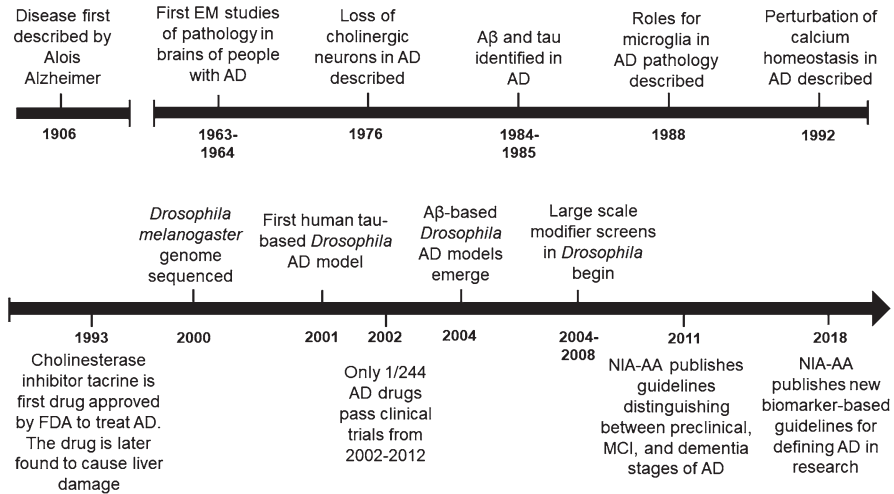 Disease first
described by
Alois
Alzheimer
1906
First EM studies
of pathology in
brains of people
with AD
1963-
1964
Loss of
cholinergic
neurons in AD
described
1976
Aβ and tau
identified in
AD
1984-
1985
Roles for
microglia in
AD pathology
described
1988
Perturbation of
calcium
homeostasis in
AD described
1992
1993
Cholinesterase
inhibitor tacrine is
first drug approved
by FDA to treat AD.
The drug is later
found to cause liver
damage
Drosophila
melanogaster
genome
sequenced
2000
First human tau-
based Drosophila
AD model
2001
2002
Only 1/244
AD drugs
pass clinical
trials from
2002-2012
Aβ-based
Drosophila
AD models
emerge
2004
Large scale
modifier screens
in Drosophila
begin
2004-
2008
2011
NIA-AA publishes
guidelines
distinguishing
between preclinical,
MCI, and dementia
stages of AD
2018
NIA-AA
publishes new
biomarker-based
guidelines for
defining AD in
research